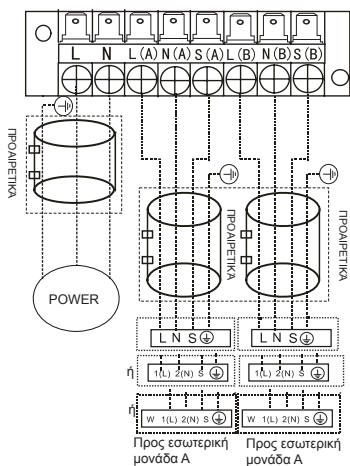 L N L(A) N(A) S(A) L(B) N(B) S(B)
ΠΡΟΑΙΡΕΤΙΚΑ
ΠΡΟΑΙΡΕΤΙΚΑ
ΠΡΟΑΙΡΕΤΙΚΑ
POWER
L N S
L N S
ή 1(L) 2(N) S
1(L) 2(N) S
ή W 1(L) 2(N) S
W 1(L) 2(N) S
Προς εσωτερική
μονάδα A
Προς εσωτερική
μονάδα A